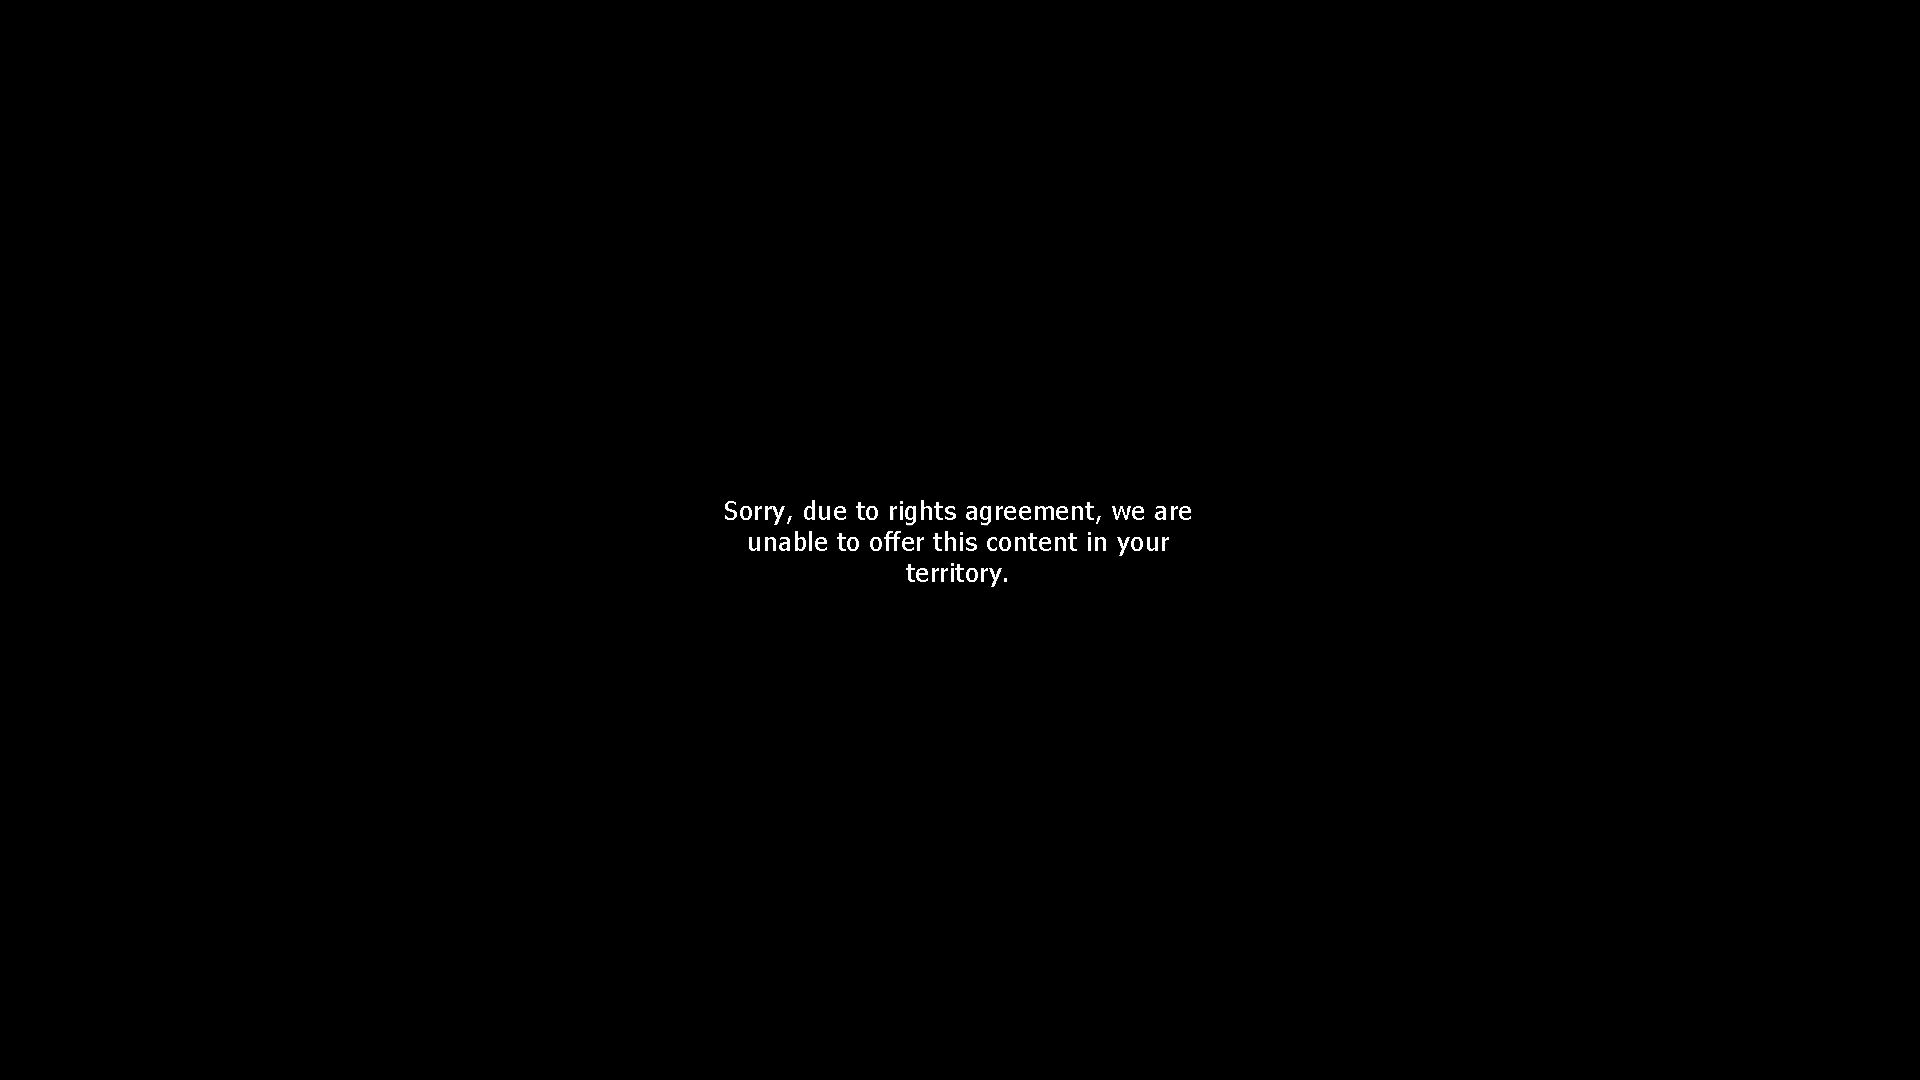 Sorry, due to rights agreement, we are
unable to offer this content in your
territory.